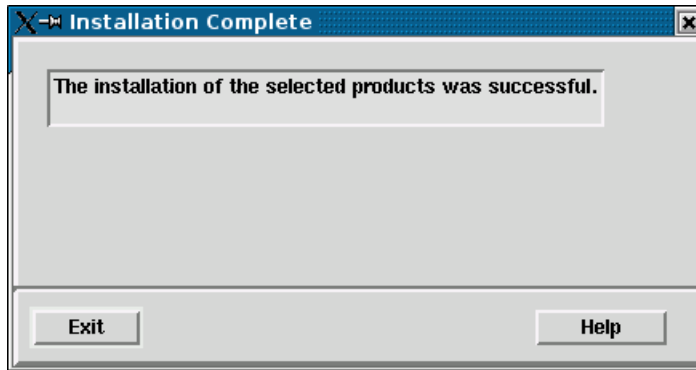 Installation Complete
The installation of the selected products was successful.
Exit
Help